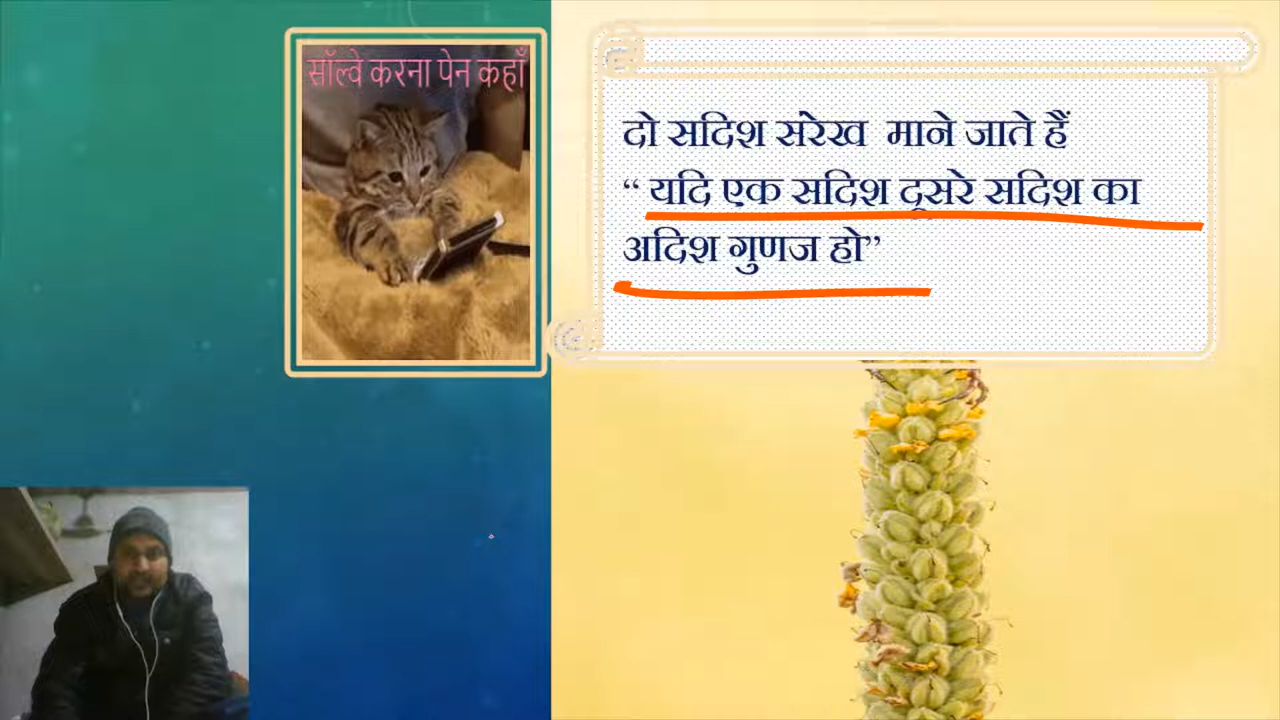 सॉल्वे करना पेन कहाँ
दो सदिश सरेख माने जाते हैं
“ यदि एक सदिश दूसरे सदिश का
अदिश गुणज हो”